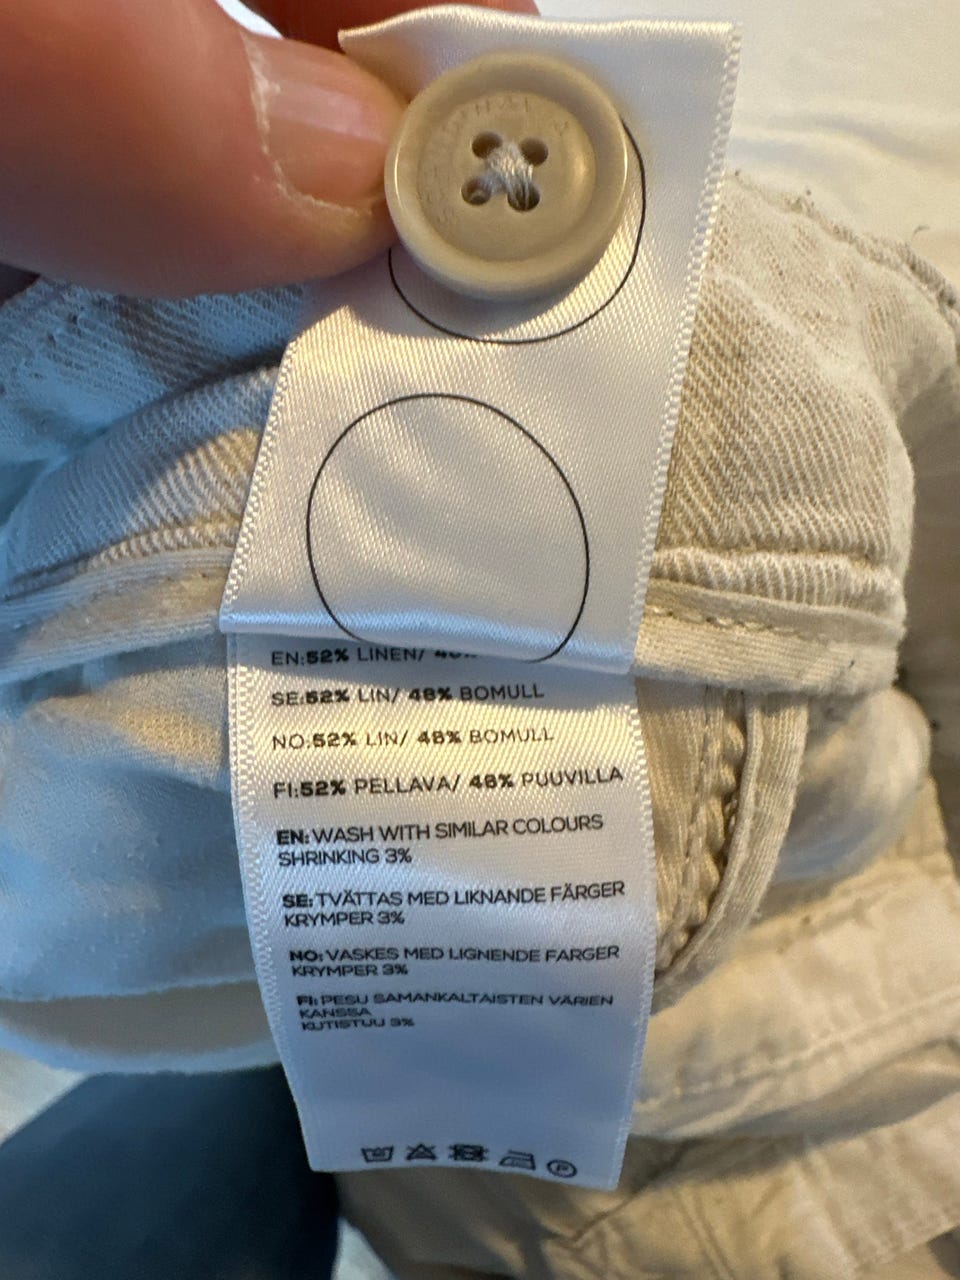 EN:52% LINEN/
SE:52% LIN/ 48% BOMULL
NO:52% LIN/ 48% BOMULL
FI:52% PELLAVA/ 48% PUUVILLA
EN: WASH WITH SIMILAR COLOURS
SHRINKING 3%
SE: TVÄTTAS MED LIKNANDE FÄRGER
KRYMPER 3%
NO: VASKES MED LIGNENDE FARGER
KRYMPER 3%
FI: PESU SAMANKALTAISTEN VÄRIEN
KANSSA
KUTISTUU 3%
P